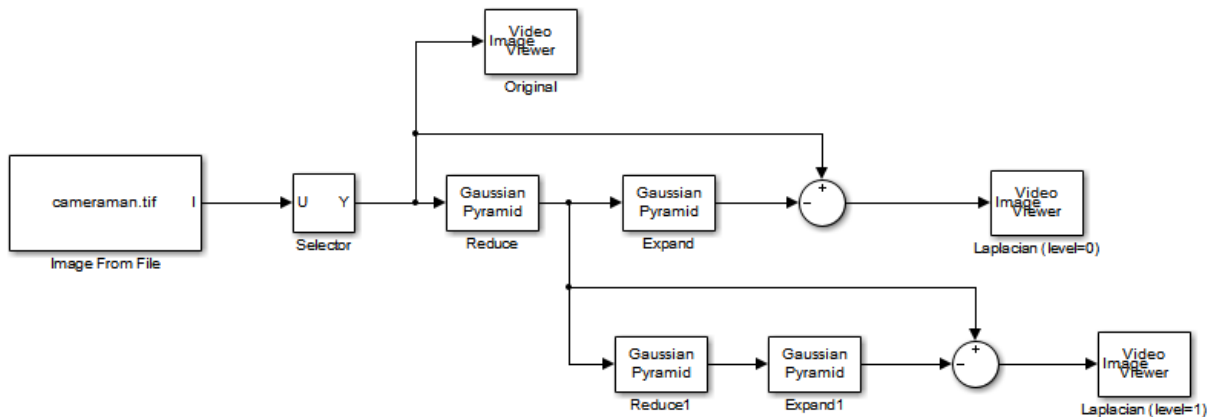 Image
Video
Viewer
Original
cameraman.tif
I
Image From File
U
Y
Selector
Gaussian
Pyramid
Reduce
Gaussian
Pyramid
Expand
+
−
Image
Video
Viewer
Laplacian (level=0)
Gaussian
Pyramid
Reduce1
Gaussian
Pyramid
Expand1
+
−
Image
Video
Viewer
Laplacian (level=1)